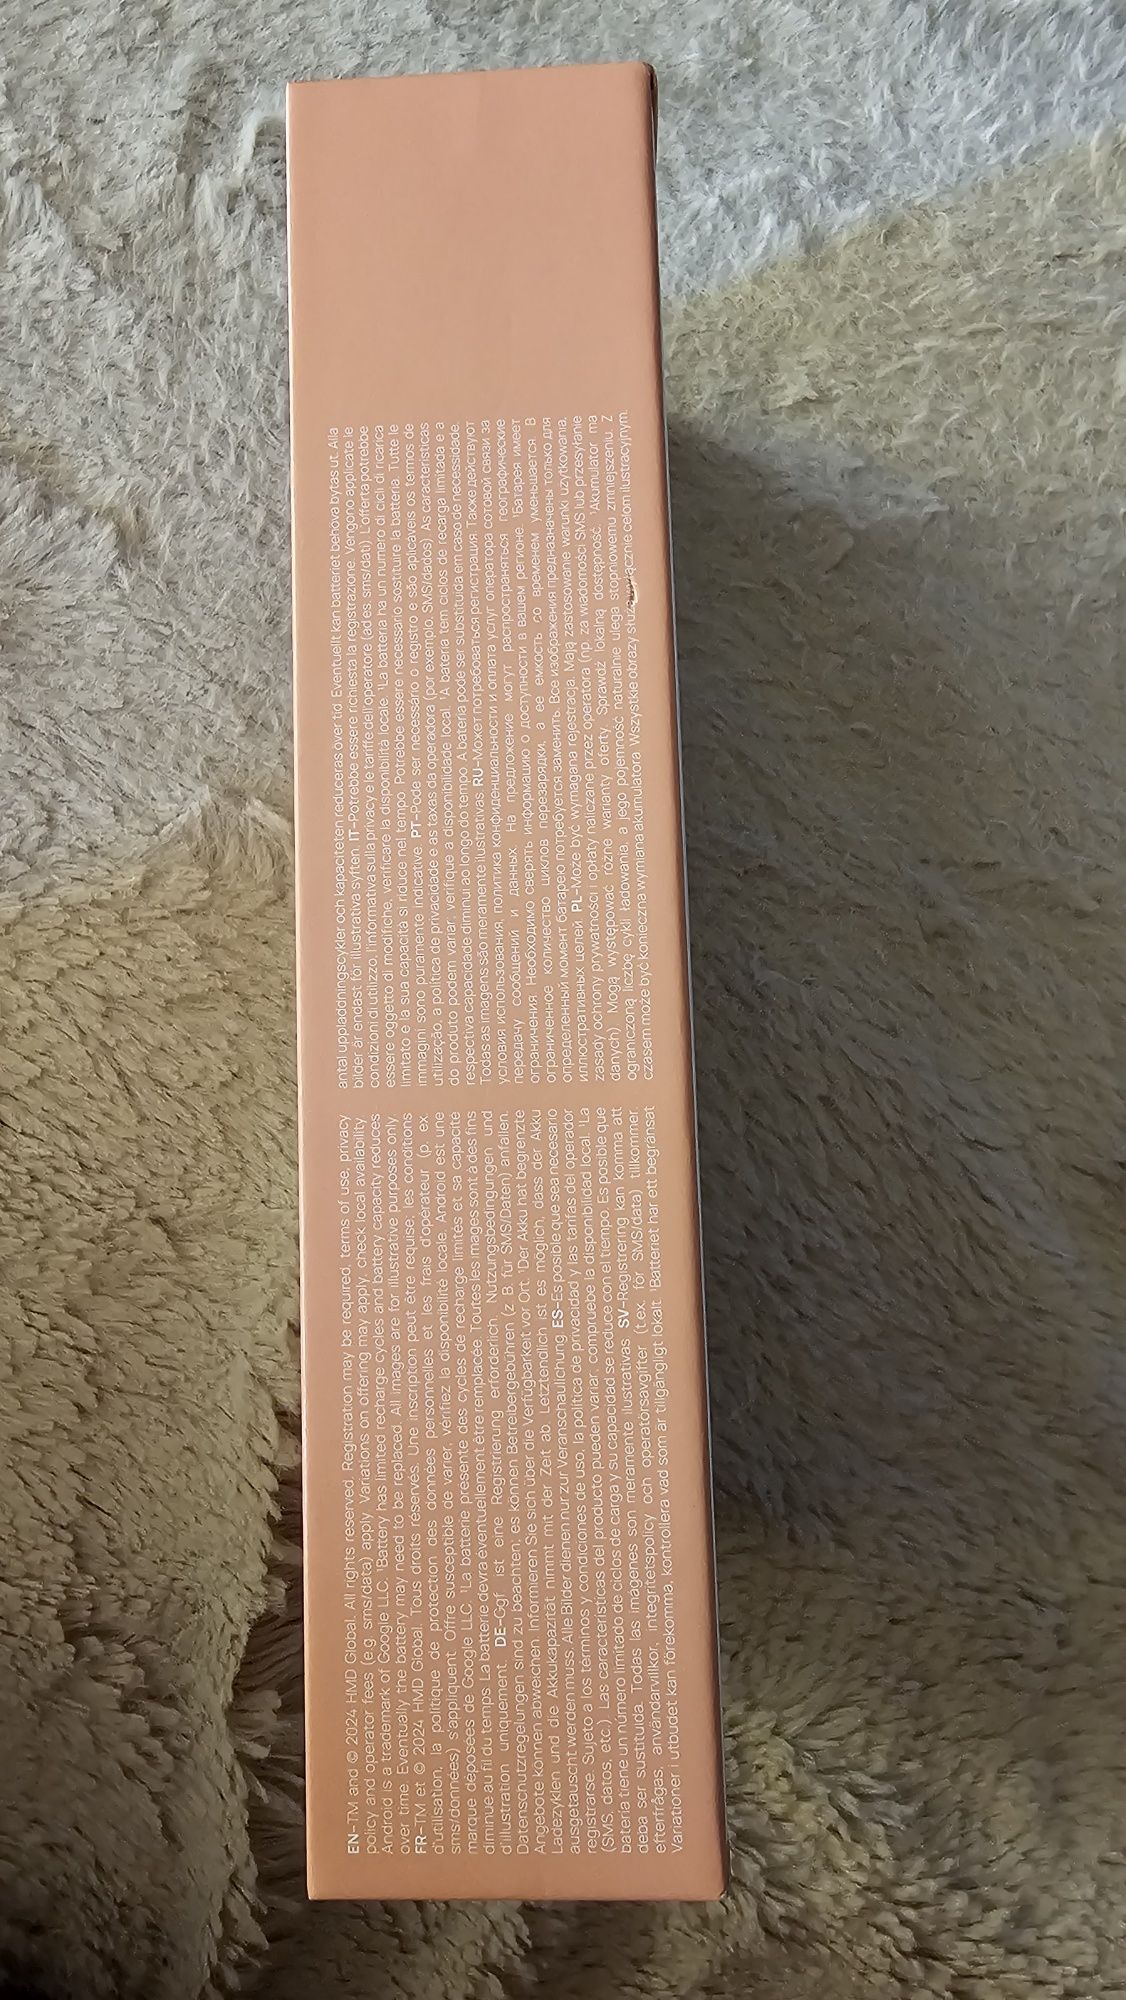 EN-TM and © 2024 HMD Global. All rights reserved. Registration may be required, terms of use, privacy
policy and operator fees (e.g. sms/data) apply. Variations on offering may apply, check local availability.
Android is a trademark of Google LLC. ¹Battery has limited recharge cycles and battery capacity reduces
over time. Eventually the battery may need to be replaced. All images are for illustrative purposes only.
FR-TM et © 2024 HMD Global. Tous droits réservés. Une inscription peut être requise, les conditions
d'utilisation, la politique de protection des données personnelles et les frais d'opérateur (p. ex.
sms/données) s'appliquent. Offre susceptible de varier, vérifiez la disponibilité locale. Android est une
marque déposées de Google LLC. ¹La batterie présente des cycles de recharge limités et sa capacité
diminue au fil du temps. La batterie devra éventuellement être remplacée. Toutes les images sont à des fins
d'illustration uniquement. DE-Ggf. ist eine Registrierung erforderlich. Nutzungsbedingungen und
Datenschutzregelungen sind zu beachten; es können Betreibergebühren (z. B. für SMS/Daten) anfallen.
Angebote können abweichen. Informieren Sie sich über die Verfügbarkeit vor Ort. ¹Der Akku hat begrenzte
Ladezyklen und die Akkukapazität nimmt mit der Zeit ab. Letztendlich ist es möglich, dass der Akku
ausgetauscht werden muss. Alle Bilder dienen nur zur Veranschaulichung. ES-Es posible que sea necesario
registrarse. Sujeto a los términos y condiciones de uso, la política de privacidad y las tarifas del operador
(SMS, datos, etc.). Las características del producto pueden variar, compruebe la disponibilidad local. ¹La
batería tiene un número limitado de ciclos de carga y su capacidad se reduce con el tiempo. Es posible que
deba ser sustituida. Todas las imágenes son meramente ilustrativas. SV-Registrering kan komma att
efterfrågas, användarvillkor, integritetspolicy och operatörsavgifter (t.ex. för SMS/data) tillkommer.
Variationer i utbudet kan förekomma, kontrollera vad som är tillgängligt lokalt. ¹Batteriet har ett begränsat
antal uppladdningscykler och kapaciteten reduceras över tid. Eventuellt kan batteriet behöva bytas ut. Alla
bilder är endast för illustrativa syften. IT-Potrebbe essere richiesta la registrazione. Vengono applicate le
condizioni di utilizzo, l'informativa sulla privacy e le tariffe dell'operatore (ad es. sms/dati). L'offerta potrebbe
essere oggetto di modifiche, verificare la disponibilità locale. ¹La batteria ha un numero di cicli di ricarica
limitato e la sua capacità si riduce nel tempo. Potrebbe essere necessario sostituire la batteria. Tutte le
immagini sono puramente indicative. PT-Pode ser necessário o registro e são aplicáveis os termos de
utilização, a política de privacidade e as taxas da operadora (por exemplo, SMS/dados). As características
do produto podem variar, verifique a disponibilidade local. ¹A bateria tem ciclos de recarga limitada e a
respectiva capacidade diminui ao longo do tempo. A bateria pode ser substituída em caso de necessidade.
Todas as imagens são meramente ilustrativas. RU-Может потребоваться регистрация. Также действуют
условия использования, политика конфиденциальности и оплата услуг оператора сотовой связи за
передачу сообщений и данных. На предложение могут распространяться географические
ограничения. Необходимо сверять информацию о доступности в вашем регионе. ¹Батарея имеет
ограниченное количество циклов перезарядки, а ее емкость со временем уменьшается. В
определенный момент батарею потребуется заменить. Все изображения предназначены только для
иллюстративных целей. PL-Może być wymagana rejestracja. Mają zastosowanie warunki użytkowania,
zasady ochrony prywatności i opłaty naliczane przez operatora (np. za wiadomości SMS lub przesyłanie
danych). Mogą występować różne warianty oferty. Sprawdź lokalną dostępność. ¹Akumulator ma
ograniczoną liczbę cykli ładowania, a jego pojemność naturalnie ulega stopniowemu zmniejszeniu. Z
czasem może być konieczna wymiana akumulatora. Wszystkie obrazy służą wyłącznie celom ilustracyjnym.